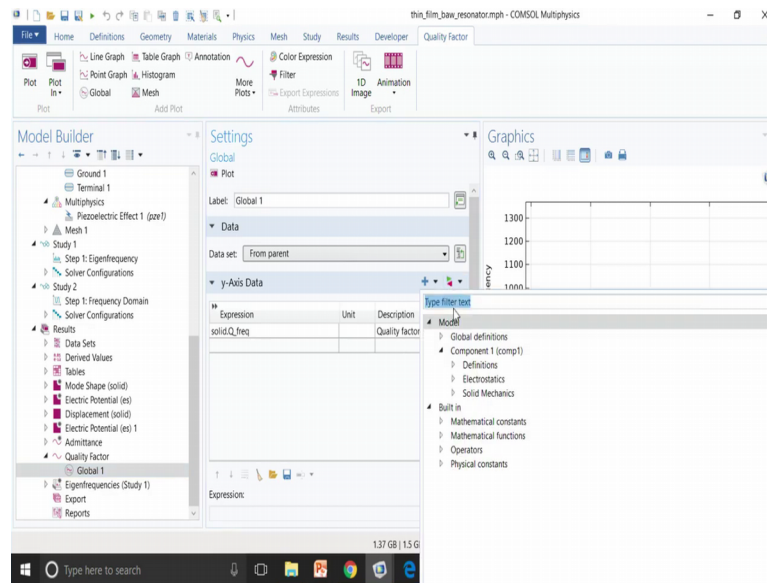 thin_film_baw_resonator.mph - COMSOL Multiphysics
File Home Definitions Geometry Materials Physics Mesh Study Results Developer Quality Factor
Line Graph Table Graph Annotation Color Expression
Point Graph Histogram Filter
Plot Plot In Global Mesh More Plots Export Expressions 1D Image Animation
Plot Add Plot Attributes Export
Model Builder
Ground 1
Terminal 1
Multiphysics
Piezoelectric Effect 1 (pze1)
Mesh 1
Study 1
Step 1: Eigenfrequency
Solver Configurations
Study 2
Step 1: Frequency Domain
Solver Configurations
Results
Data Sets
Derived Values
Tables
Mode Shape (solid)
Electric Potential (es)
Displacement (solid)
Electric Potential (es) 1
Admittance
Quality Factor
Global 1
Eigenfrequencies (Study 1)
Export
Reports
Settings
Global
Plot
Label: Global 1
Data
Data set: From parent
y-Axis Data
Expression Unit Description
solid.Q_freq Quality factor
Expression:
Graphics
1300
1200
1100
1000
ency
Type filter text
Model
Global definitions
Component 1 (comp1)
Definitions
Electrostatics
Solid Mechanics
Built in
Mathematical constants
Mathematical functions
Operators
Physical constants
1.37 GB | 1.5 G
Type here to search